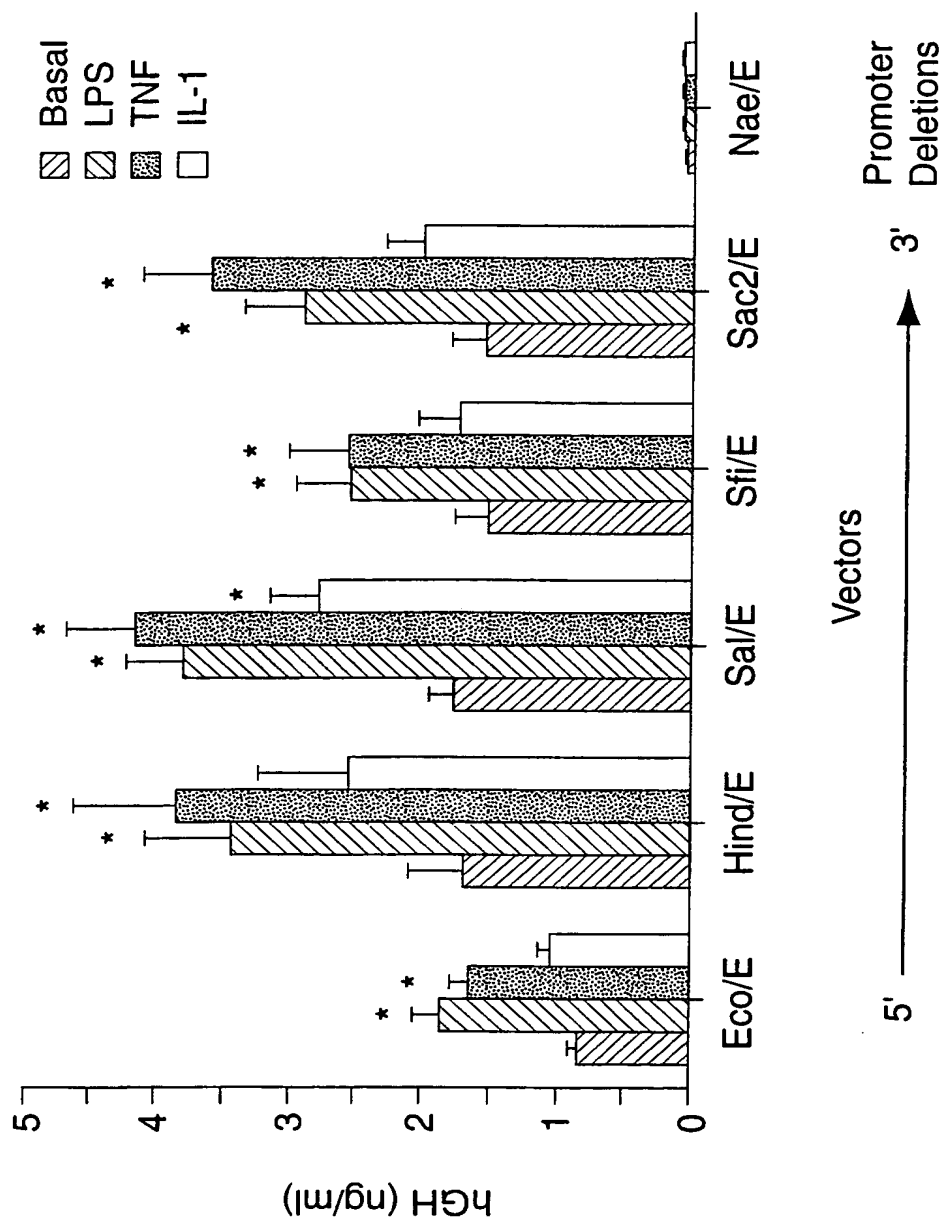 Basal
LPS
TNF
IL-1
hGH (ng/ml)
5
4
3
2
1
0
* * * * * * * * * * *
Eco/E Hind/E Sal/E Sfi/E Sac2/E Nae/E
Vectors
5' 3' Promoter
Deletions